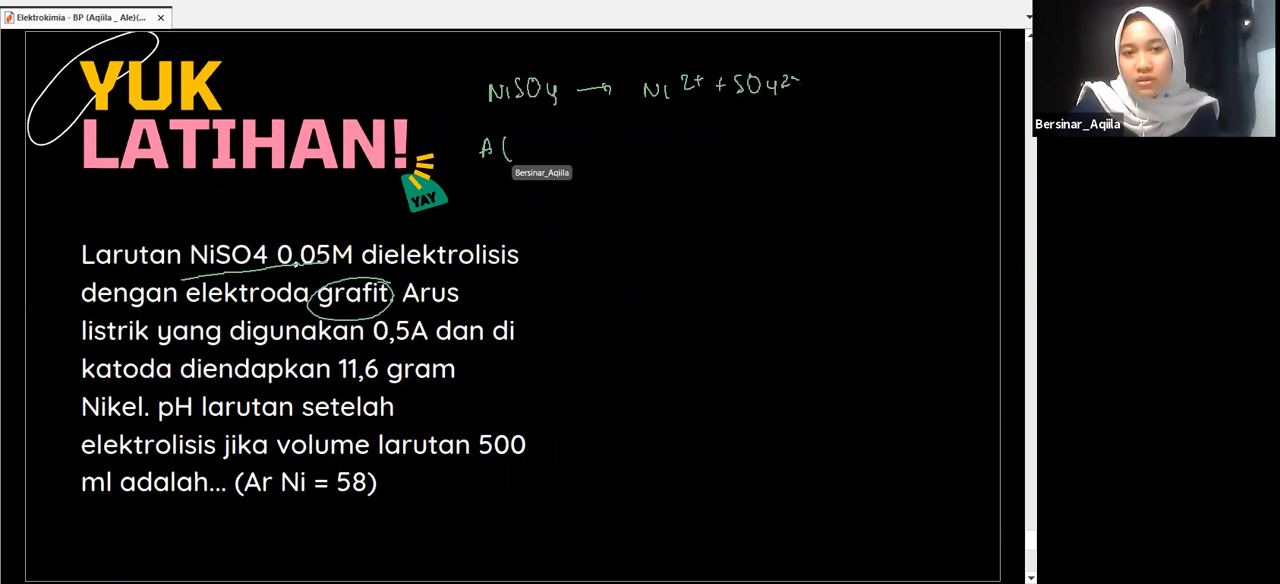 Elektrokimia - BP (Aqiila _ Ale)(...
YUK
LATIHAN!
YAY
NiSO4 → Ni 2+ + SO4 2-
A (
Bersinar_Aqiila
Larutan NiSO4 0,05M dielektrolisis
dengan elektroda grafit. Arus
listrik yang digunakan 0,5A dan di
katoda diendapkan 11,6 gram
Nikel. pH larutan setelah
elektrolisis jika volume larutan 500
ml adalah... (Ar Ni = 58)
Bersinar_Aqiila